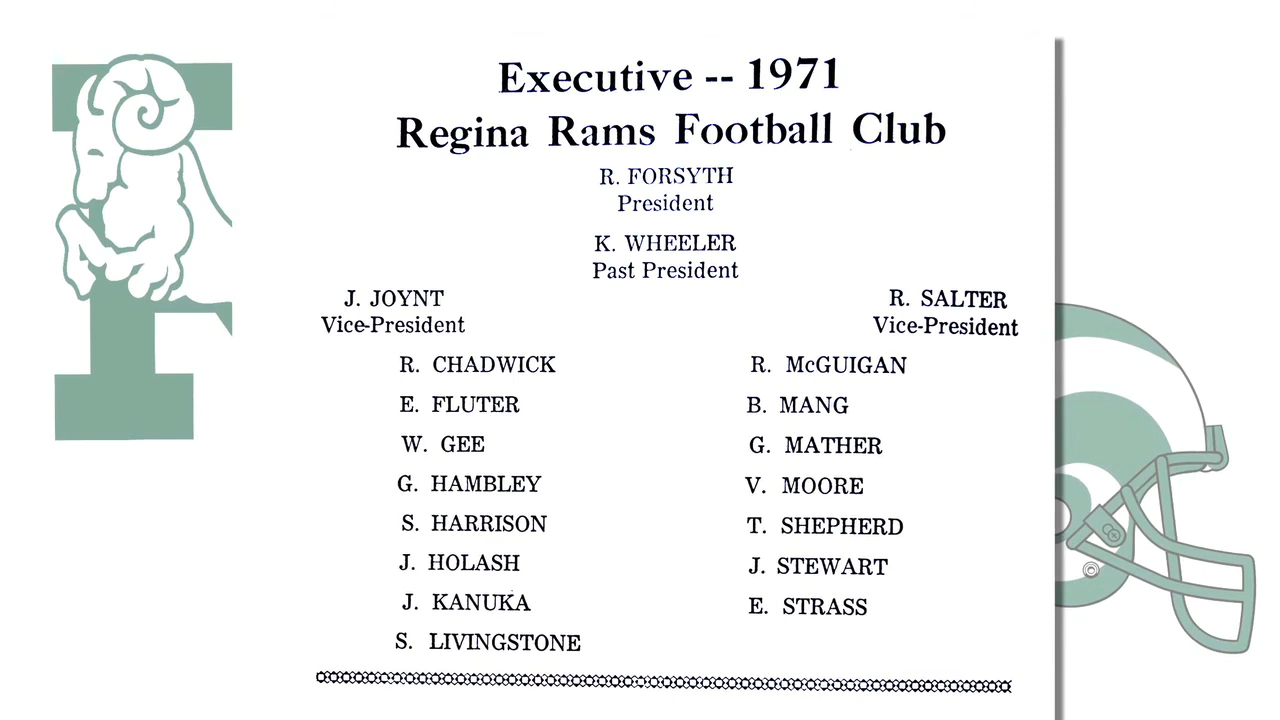 Executive -- 1971
Regina Rams Football Club
R. FORSYTH
President
K. WHEELER
Past President
J. JOYNT
Vice-President
R. SALTER
Vice-President
R. CHADWICK
E. FLUTER
W. GEE
G. HAMBLEY
S. HARRISON
J. HOLASH
J. KANUKA
S. LIVINGSTONE
R. McGUIGAN
B. MANG
G. MATHER
V. MOORE
T. SHEPHERD
J. STEWART
E. STRASS